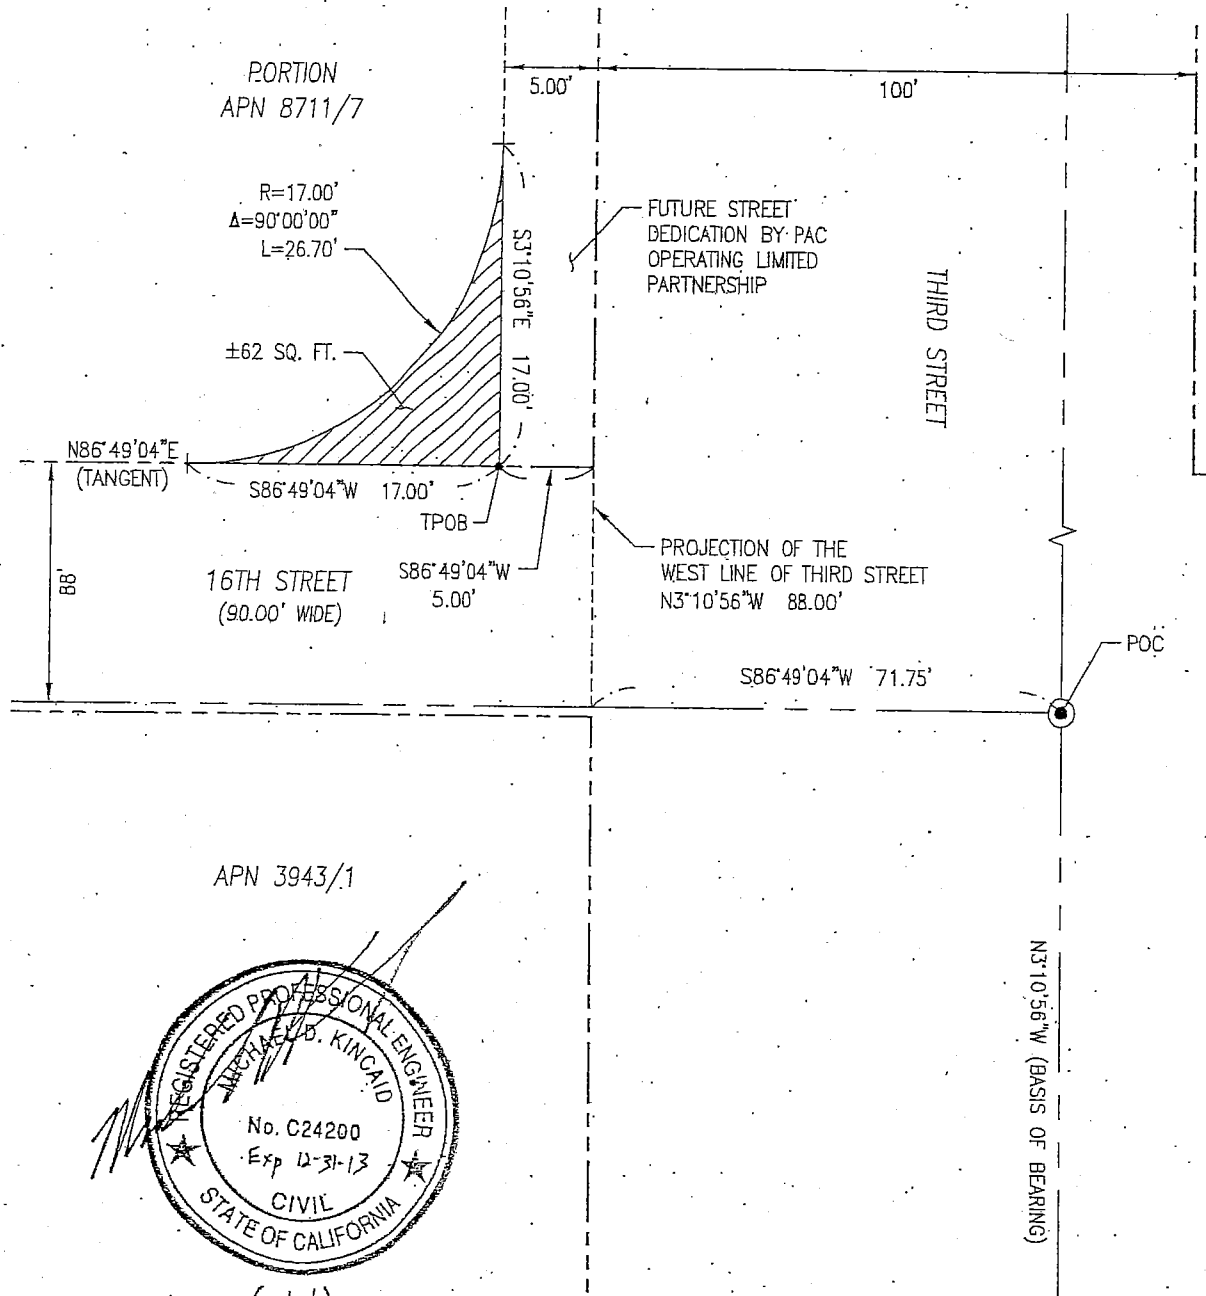 PORTION
APN 8711/7
5.00'
100'
R=17.00'
Δ=90°00'00"
L=26.70'
±62 SQ. FT.
S3°10'56"E 17.00'
FUTURE STREET
DEDICATION BY PAC
OPERATING LIMITED
PARTNERSHIP
THIRD STREET
N86°49'04"E
(TANGENT)
S86°49'04"W 17.00'
TPOB
88'
16TH STREET
(90.00' WIDE)
S86°49'04"W
5.00'
PROJECTION OF THE
WEST LINE OF THIRD STREET
N3°10'56"W 88.00'
POC
S86°49'04"W 71.75'
APN 3943/1
N3°10'56"W (BASIS OF BEARING)
REGISTERED PROFESSIONAL ENGINEER
MICHAEL D. KINCAID
No. C24200
Exp 12-31-13
CIVIL
STATE OF CALIFORNIA